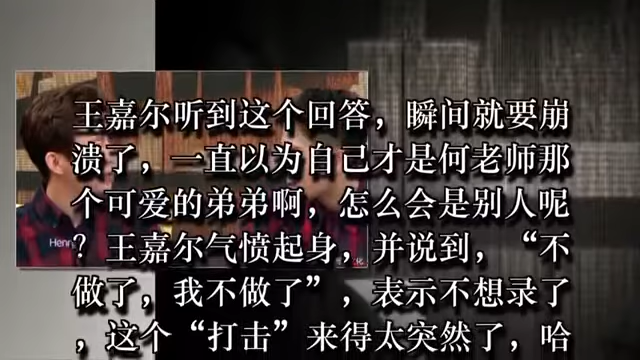 王嘉尔听到这个回答，瞬间就要崩
溃了，一直以为自己才是何老师那
个可爱的弟弟啊，怎么会是别人呢
？王嘉尔气愤起身，并说到，“不
做了，我不做了”，表示不想录了
，这个“打击”来得太突然了，哈
Henn